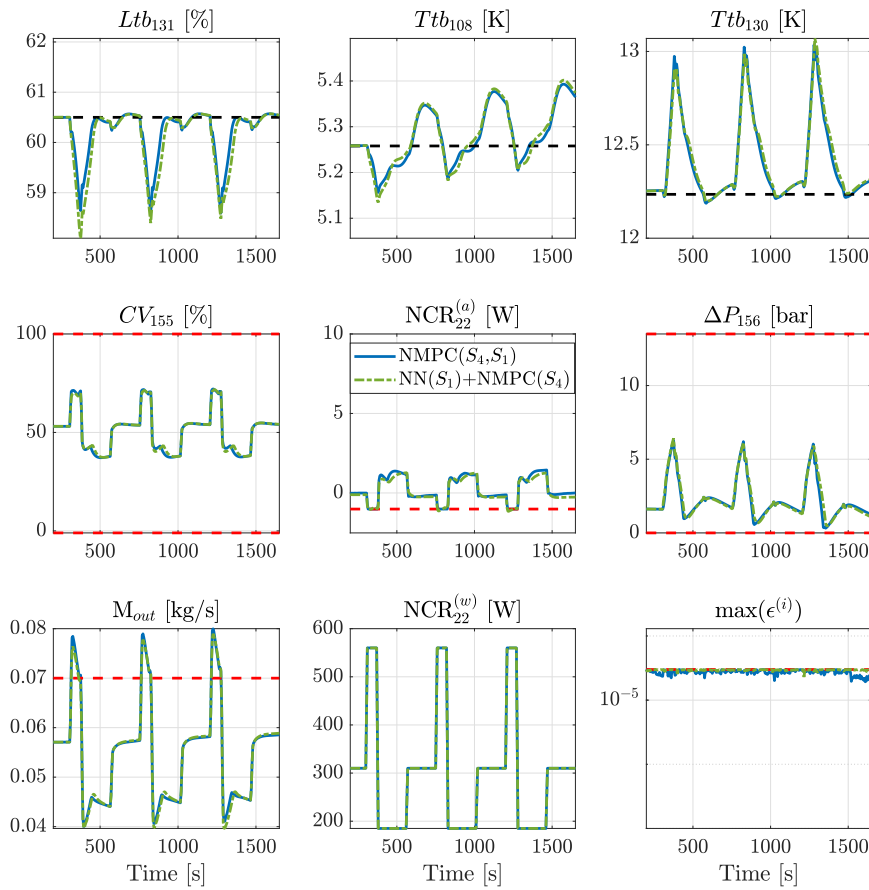 Ltb₁₃₁ [%] Ttb₁₀₈ [K] Ttb₁₃₀ [K]
62
61
60
59
500 1000 1500
5.4
5.3
5.2
5.1
500 1000 1500
13
12.5
12
500 1000 1500
CV₁₅₅ [%] NCR₂₂⁽ᵃ⁾ [W] ΔP₁₅₆ [bar]
100
50
0
500 1000 1500
10
NMPC(S₄,S₁)
NN(S₁)+NMPC(S₄)
5
0
500 1000 1500
10
5
0
500 1000 1500
Mₒᵤₜ [kg/s] NCR₂₂⁽ʷ⁾ [W] max(ϵ⁽ⁱ⁾)
0.08
0.07
0.06
0.05
0.04
500 1000 1500
Time [s]
600
500
400
300
200
500 1000 1500
Time [s]
10⁻⁵
500 1000 1500
Time [s]